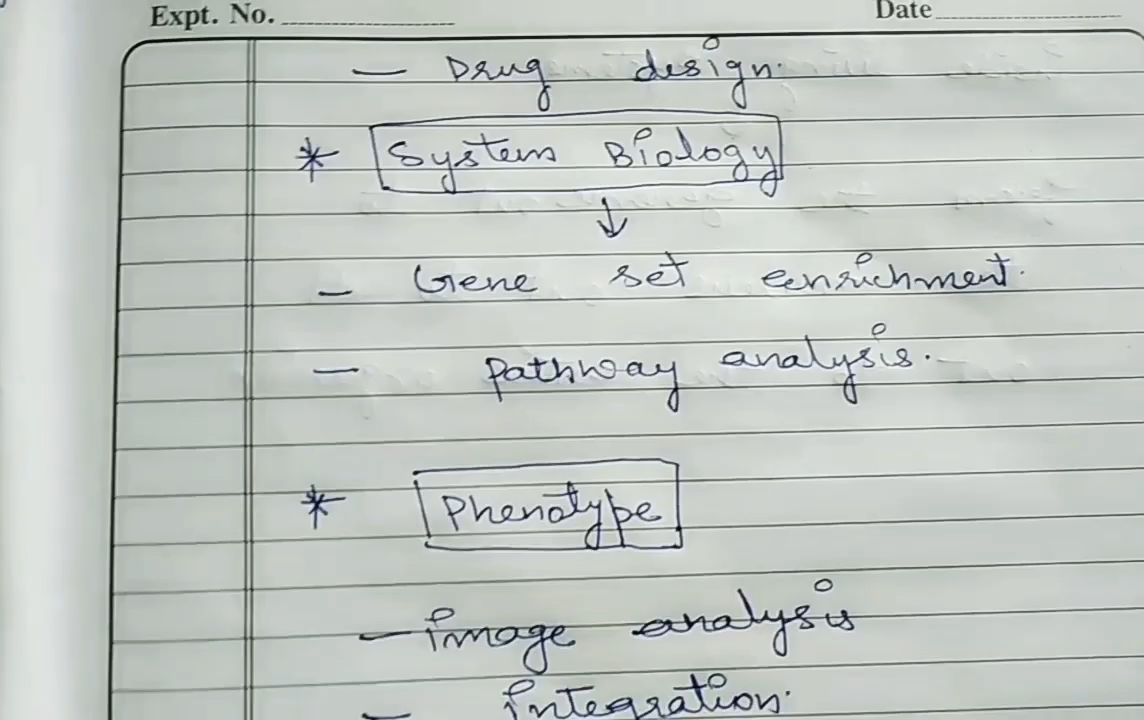 Expt. No. Date
— Drug design.
* System Biology
↓
— Gene set enrichment.
— Pathway analysis.
* Phenotype
— Image analysis
— Integration.